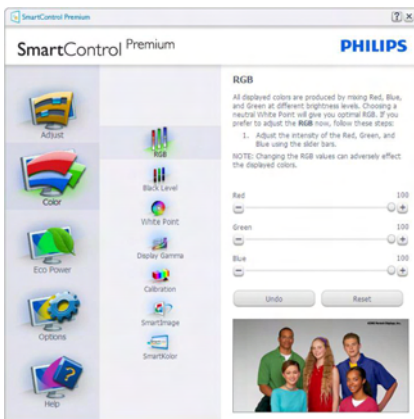 SmartControl Premium
SmartControl Premium
PHILIPS
Adjust
Color
Eco Power
Options
Help
RGB
Black Level
White Point
Display Gamma
Calibration
SmartImage
SmartKolor
RGB
All displayed colors are produced by mixing Red, Blue,
and Green at different brightness levels. Choosing a
neutral White Point will give you optimal RGB. If you
prefer to adjust the RGB now, follow these steps:
1. Adjust the intensity of the Red, Green, and
Blue using the slider bars.
NOTE: Changing the RGB values can adversely effect
the displayed colors.
Red 100
Green 100
Blue 100
Undo Reset